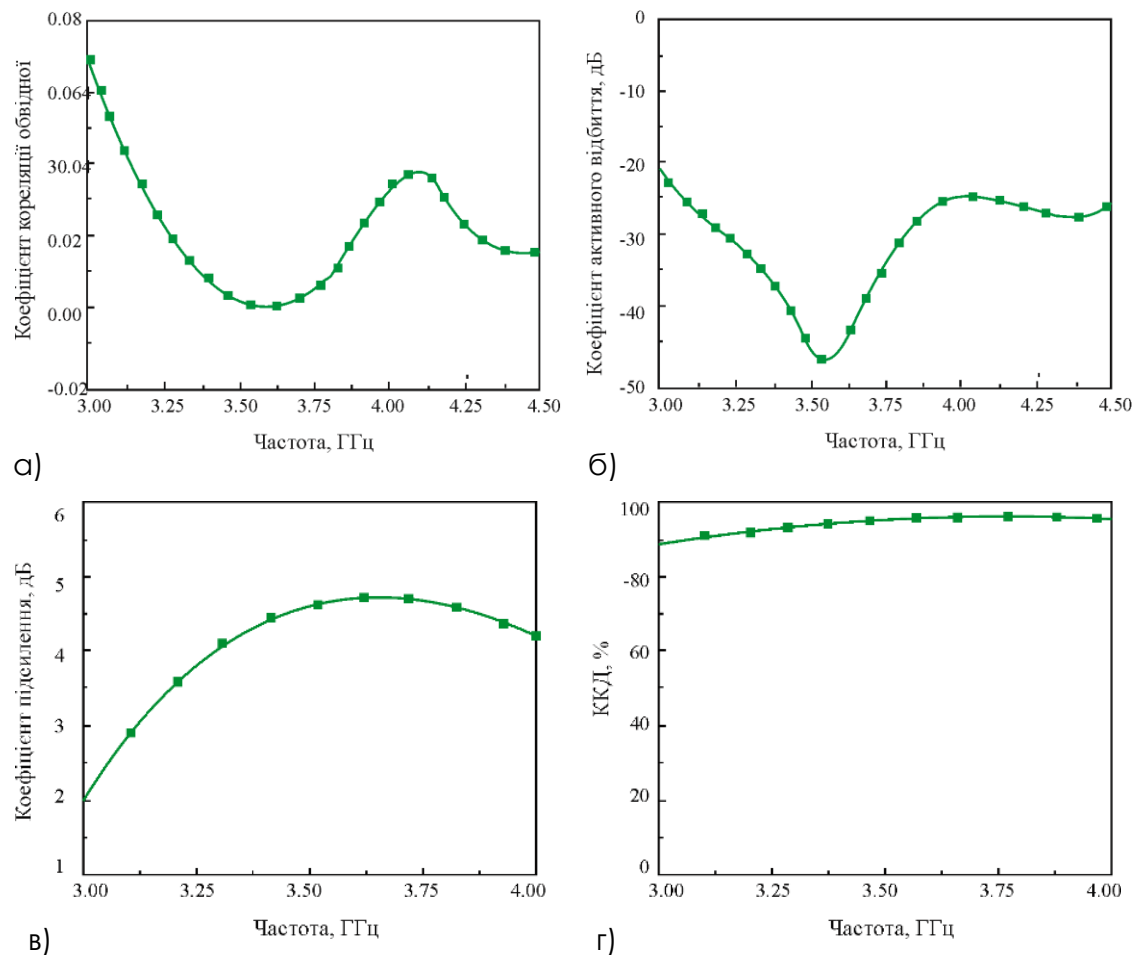 0.08
0.064
30.04
0.02
0.00
-0.02
3.00 3.25 3.50 3.75 4.00 4.25 4.50
Коефіцієнт кореляції обвідної
Частота, ГГц
а)
0
-10
-20
-30
-40
-50
3.00 3.25 3.50 3.75 4.00 4.25 4.50
Коефіцієнт активного відбиття, дБ
Частота, ГГц
б)
6
5
4
3
2
1
3.00 3.25 3.50 3.75 4.00
Коефіцієнт підсилення, дБ
Частота, ГГц
в)
100
-80
60
40
20
0
3.00 3.25 3.50 3.75 4.00
ККД, %
Частота, ГГц
г)